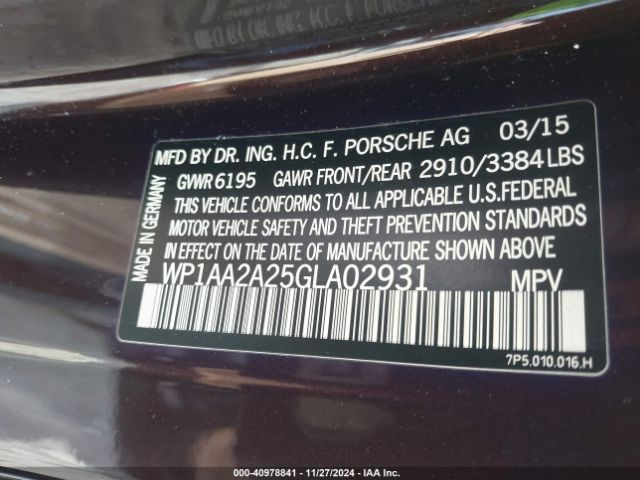 MFD BY DR. ING. H.C. F. PORSCHE AG 03/15
GVWR 6195 GAWR FRONT/REAR 2910/3384 LBS
THIS VEHICLE CONFORMS TO ALL APPLICABLE U.S.FEDERAL
MOTOR VEHICLE SAFETY AND THEFT PREVENTION STANDARDS
IN EFFECT ON THE DATE OF MANUFACTURE SHOWN ABOVE
WP1AA2A25GLA02931 MPV
MADE IN GERMANY
7P5.010.016.H
000-40978841 - 11/27/2024 - IAA Inc.